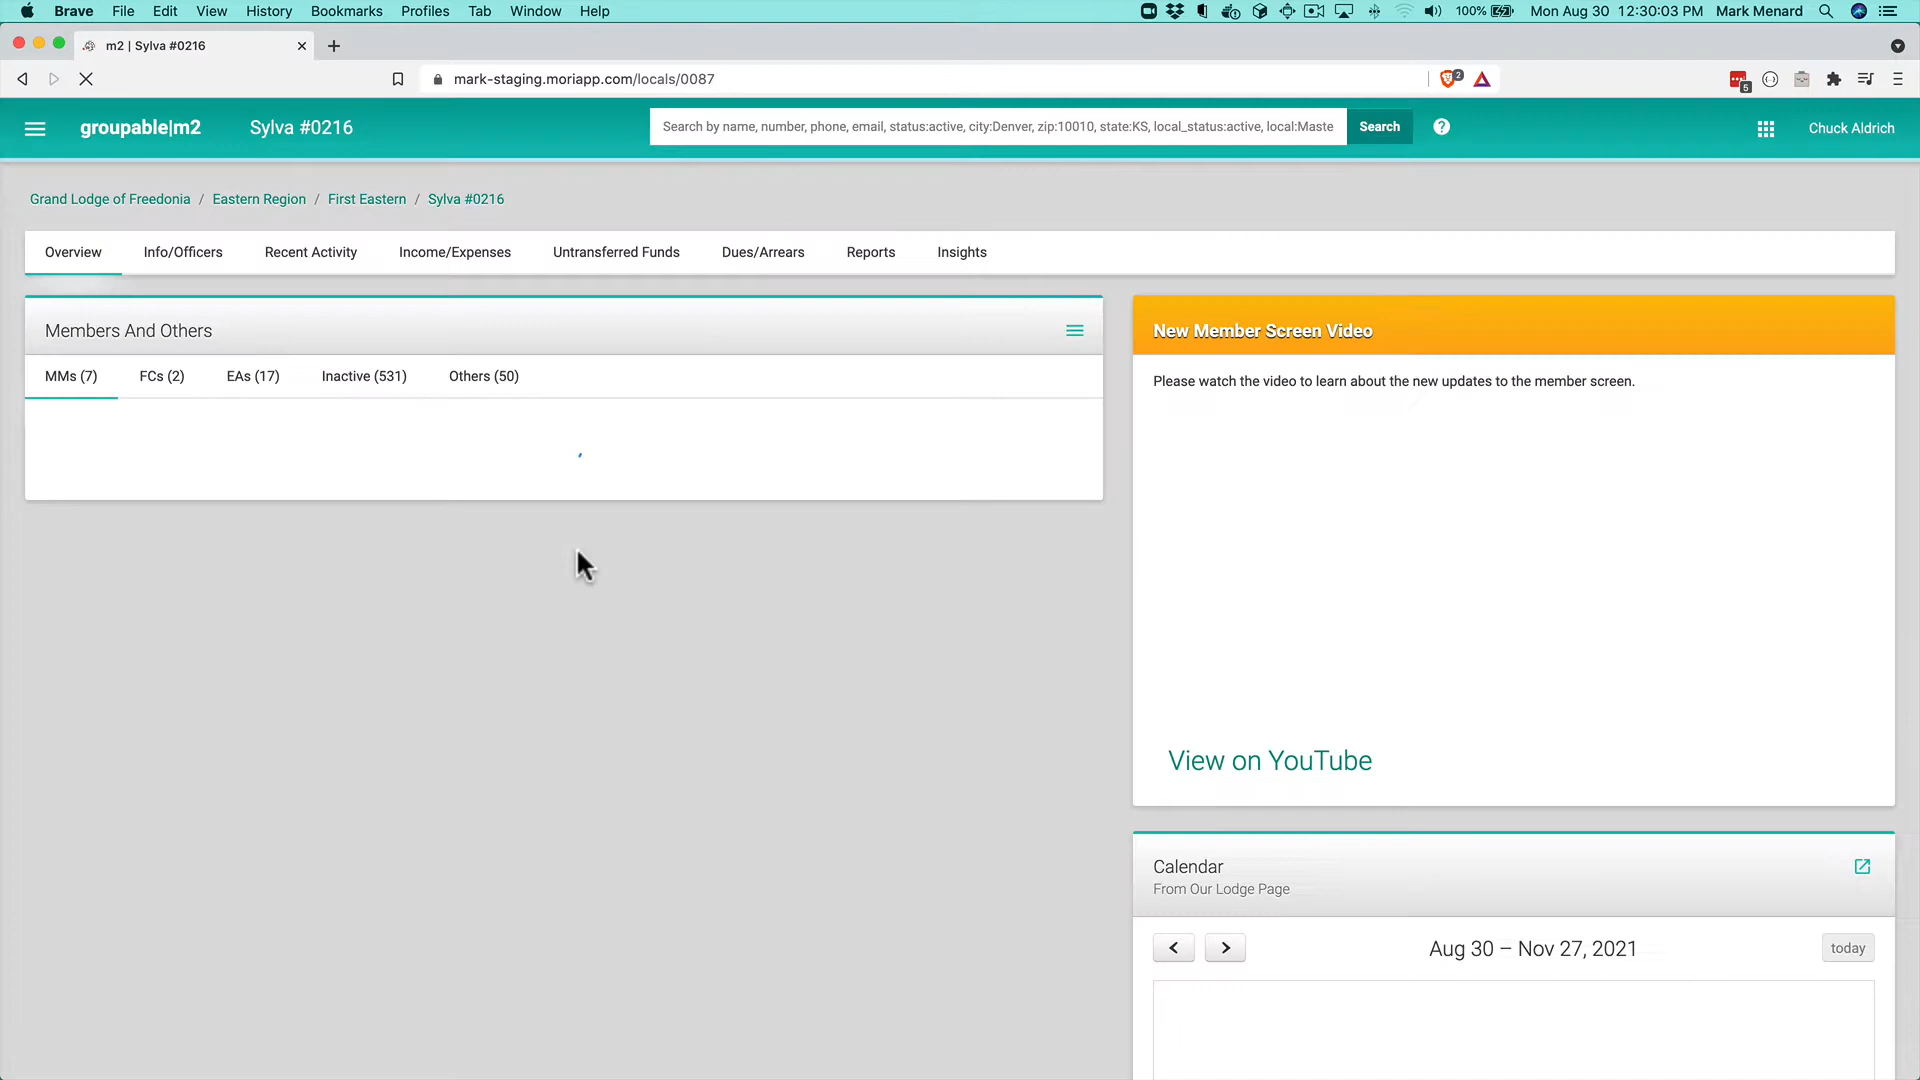 Brave File Edit View History Bookmarks Profiles Tab Window Help 100% Mon Aug 30 12:30:03 PM Mark Menard
m2 | Sylva #0216
mark-staging.moriapp.com/locals/0087 2 5
groupable|m2 Sylva #0216 Search by name, number, phone, email, status:active, city:Denver, zip:10010, state:KS, local_status:active, local:Maste Search ? Chuck Aldrich
Grand Lodge of Freedonia / Eastern Region / First Eastern / Sylva #0216
Overview Info/Officers Recent Activity Income/Expenses Untransferred Funds Dues/Arrears Reports Insights
Members And Others
MMs (7) FCs (2) EAs (17) Inactive (531) Others (50)
New Member Screen Video
Please watch the video to learn about the new updates to the member screen.
View on YouTube
Calendar
From Our Lodge Page
Aug 30 – Nov 27, 2021 today